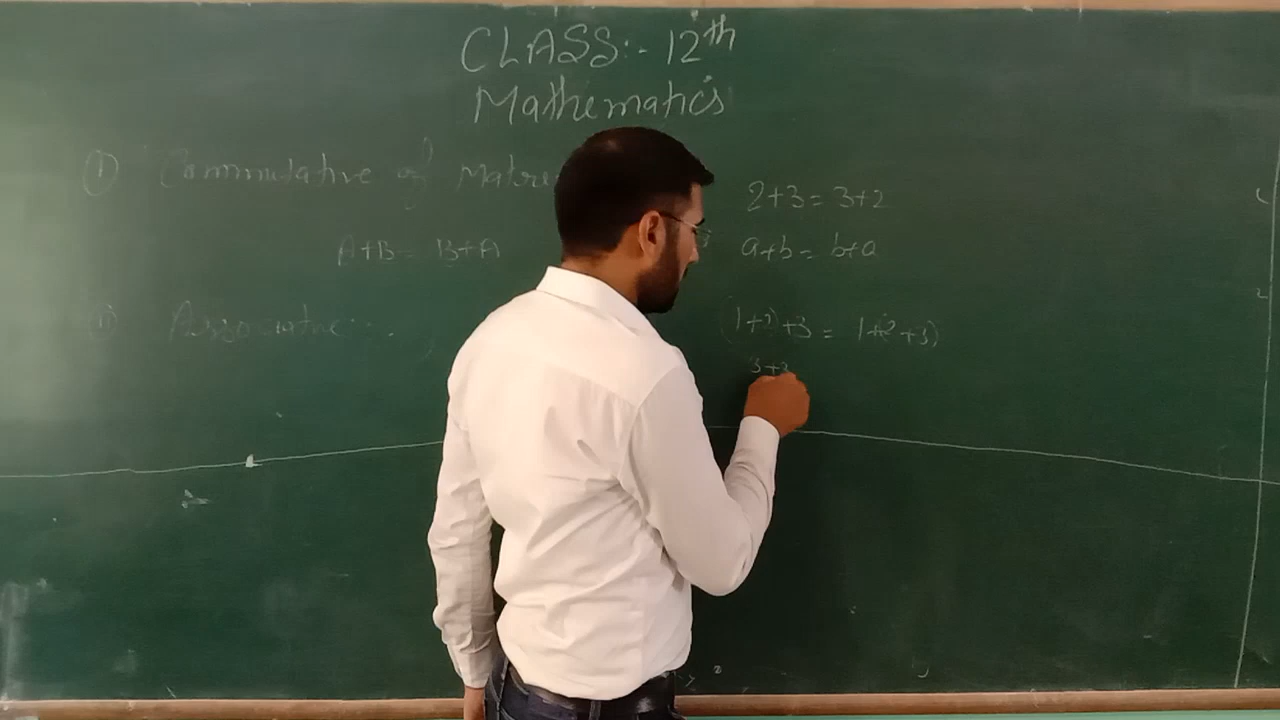 CLASS:- 12th
Mathematics
(i) Commutative of Matri
2+3 = 3+2
A+B = B+A
a+b = b+a
(ii) Associative :-
(1+2)+3 = 1+(2+3)
3+3